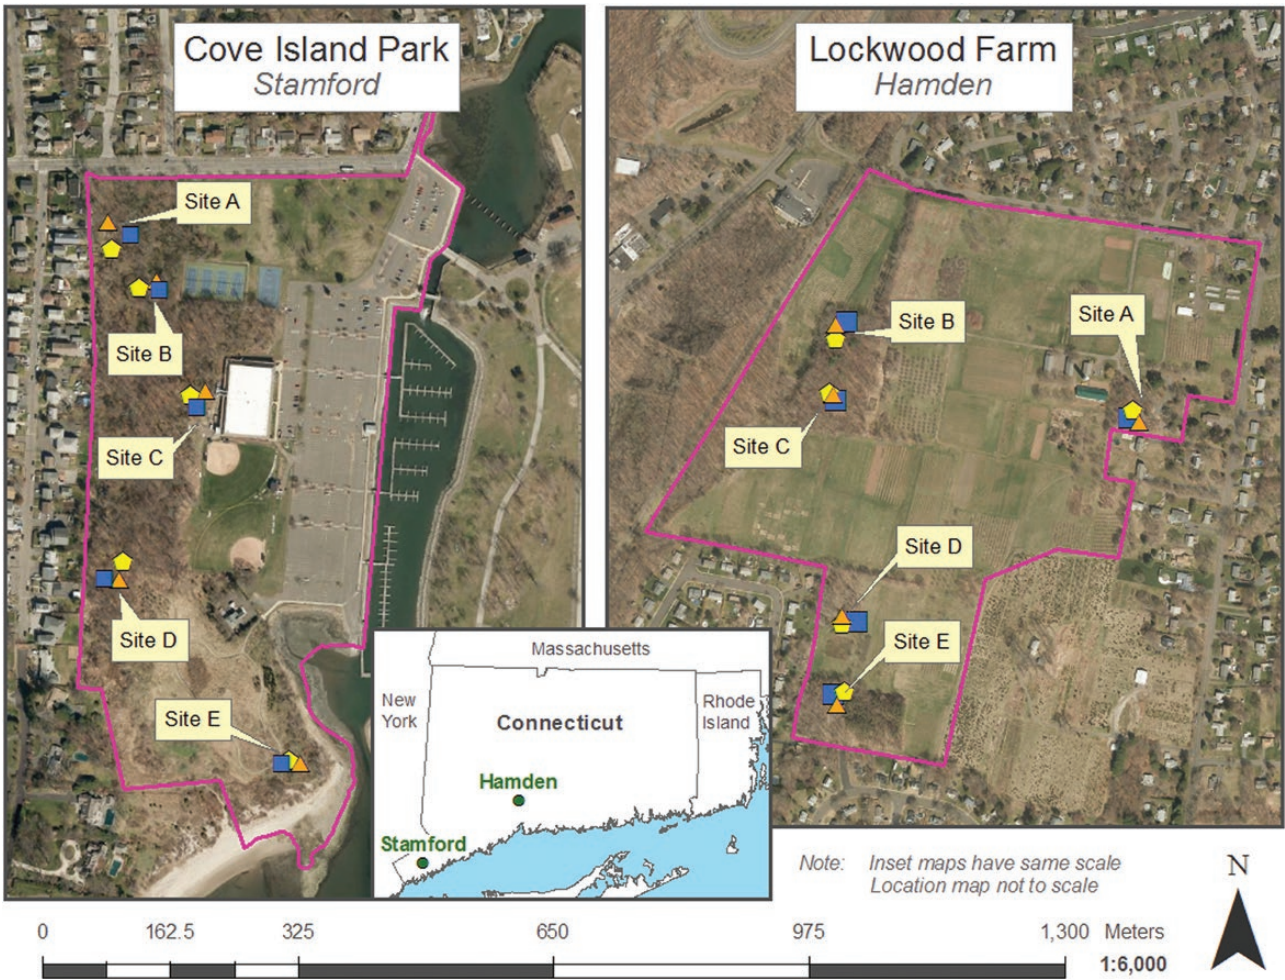 Cove Island Park
Stamford
Site A
Site B
Site C
Site D
Site E
Lockwood Farm
Hamden
Site B
Site A
Site C
Site D
Site E
Massachusetts
New
York
Rhode
Island
Connecticut
Hamden
Stamford
Note: Inset maps have same scale
Location map not to scale
N
0 162.5 325 650 975 1,300 Meters
1:6,000